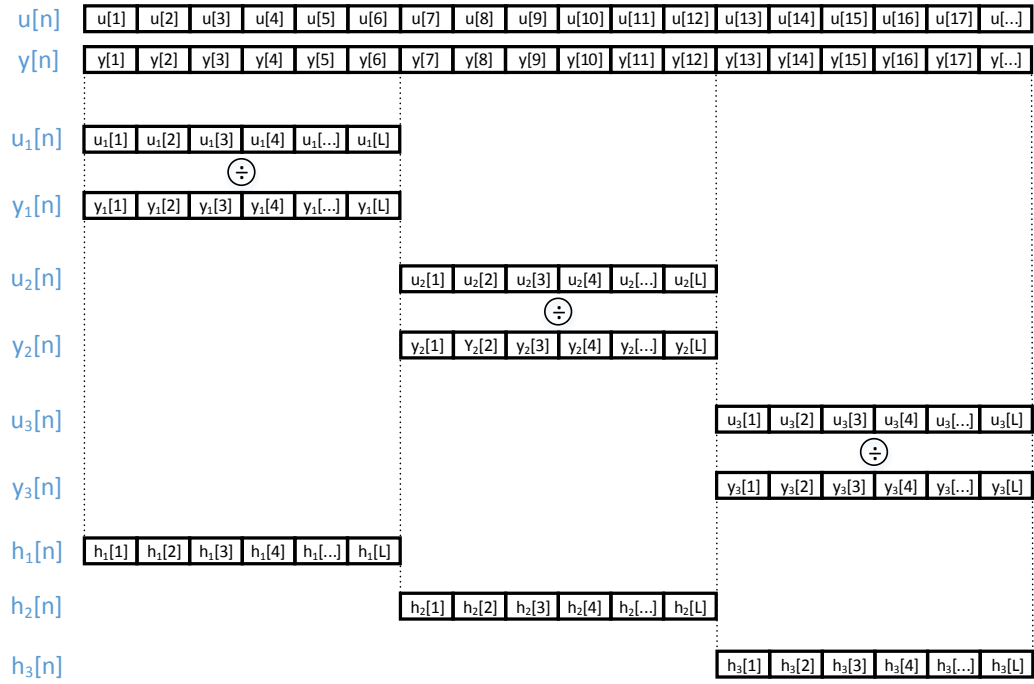 u[n] u[1] u[2] u[3] u[4] u[5] u[6] u[7] u[8] u[9] u[10] u[11] u[12] u[13] u[14] u[15] u[16] u[17] u[...]
y[n] y[1] y[2] y[3] y[4] y[5] y[6] y[7] y[8] y[9] y[10] y[11] y[12] y[13] y[14] y[15] y[16] y[17] y[...]
u₁[n] u₁[1] u₁[2] u₁[3] u₁[4] u₁[...] u₁[L]
÷
y₁[n] y₁[1] y₁[2] y₁[3] y₁[4] y₁[...] y₁[L]
u₂[n] u₂[1] u₂[2] u₂[3] u₂[4] u₂[...] u₂[L]
÷
y₂[n] y₂[1] Y₂[2] y₂[3] y₂[4] y₂[...] y₂[L]
u₃[n] u₃[1] u₃[2] u₃[3] u₃[4] u₃[...] u₃[L]
÷
y₃[n] y₃[1] y₃[2] y₃[3] y₃[4] y₃[...] y₃[L]
h₁[n] h₁[1] h₁[2] h₁[3] h₁[4] h₁[...] h₁[L]
h₂[n] h₂[1] h₂[2] h₂[3] h₂[4] h₂[...] h₂[L]
h₃[n] h₃[1] h₃[2] h₃[3] h₃[4] h₃[...] h₃[L]